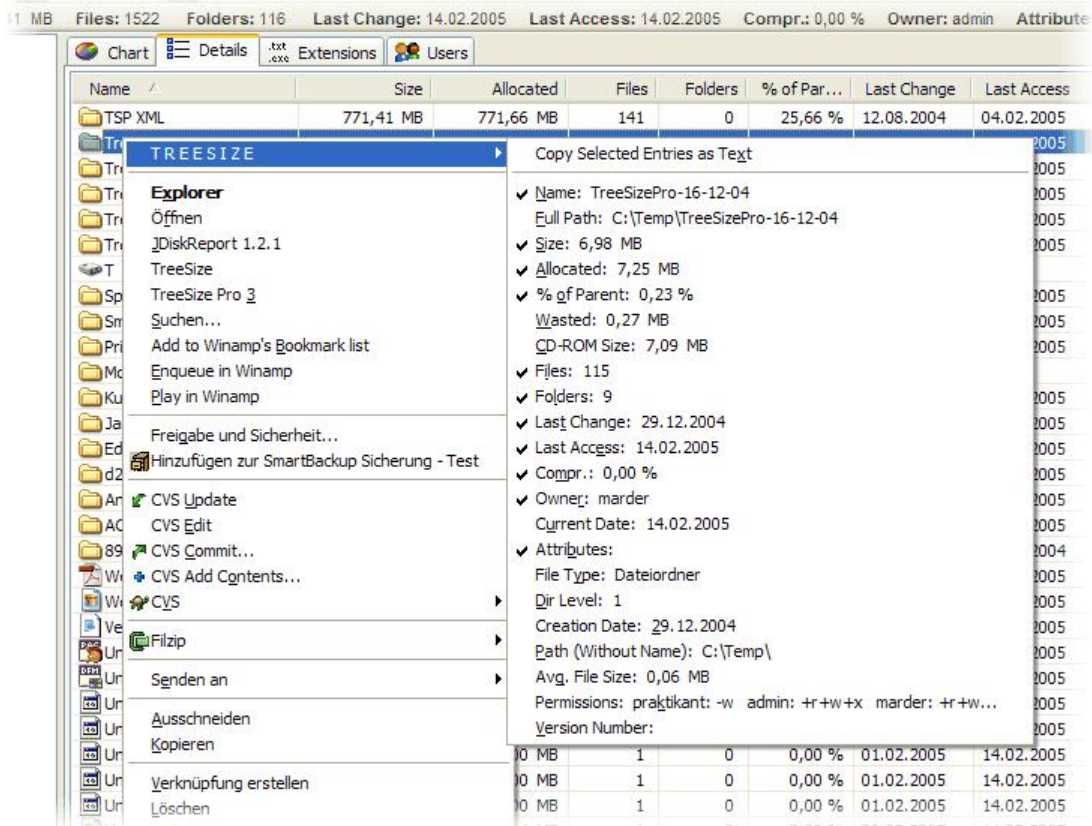 MB Files: 1522 Folders: 116 Last Change: 14.02.2005 Last Access: 14.02.2005 Compr.: 0,00 % Owner: admin Attribute
Chart Details .txt .exe Extensions Users
Name Size Allocated Files Folders % of Par... Last Change Last Access
TSP XML 771,41 MB 771,66 MB 141 0 25,66 % 12.08.2004 04.02.2005
Tre 2005
TREESIZE
Copy Selected Entries as Text
Explorer
Öffnen
JDiskReport 1.2.1
TreeSize
TreeSize Pro 3
Suchen...
Add to Winamp's Bookmark list
Enqueue in Winamp
Play in Winamp
Freigabe und Sicherheit...
Hinzufügen zur SmartBackup Sicherung - Test
CVS Update
CVS Edit
CVS Commit...
CVS Add Contents...
CVS
Filzip
Senden an
Ausschneiden
Kopieren
Verknüpfung erstellen
Löschen
Name: TreeSizePro-16-12-04
Full Path: C:\Temp\TreeSizePro-16-12-04
Size: 6,98 MB
Allocated: 7,25 MB
% of Parent: 0,23 %
Wasted: 0,27 MB
CD-ROM Size: 7,09 MB
Files: 115
Folders: 9
Last Change: 29.12.2004
Last Access: 14.02.2005
Compr.: 0,00 %
Owner: marder
Current Date: 14.02.2005
Attributes:
File Type: Dateiordner
Dir Level: 1
Creation Date: 29.12.2004
Path (Without Name): C:\Temp\
Avg. File Size: 0,06 MB
Permissions: praktikant: -w admin: +r+w+x marder: +r+w...
Version Number:
MB 1 0 0,00 % 01.02.2005 14.02.2005
MB 1 0 0,00 % 01.02.2005 14.02.2005
MB 1 0 0,00 % 01.02.2005 14.02.2005